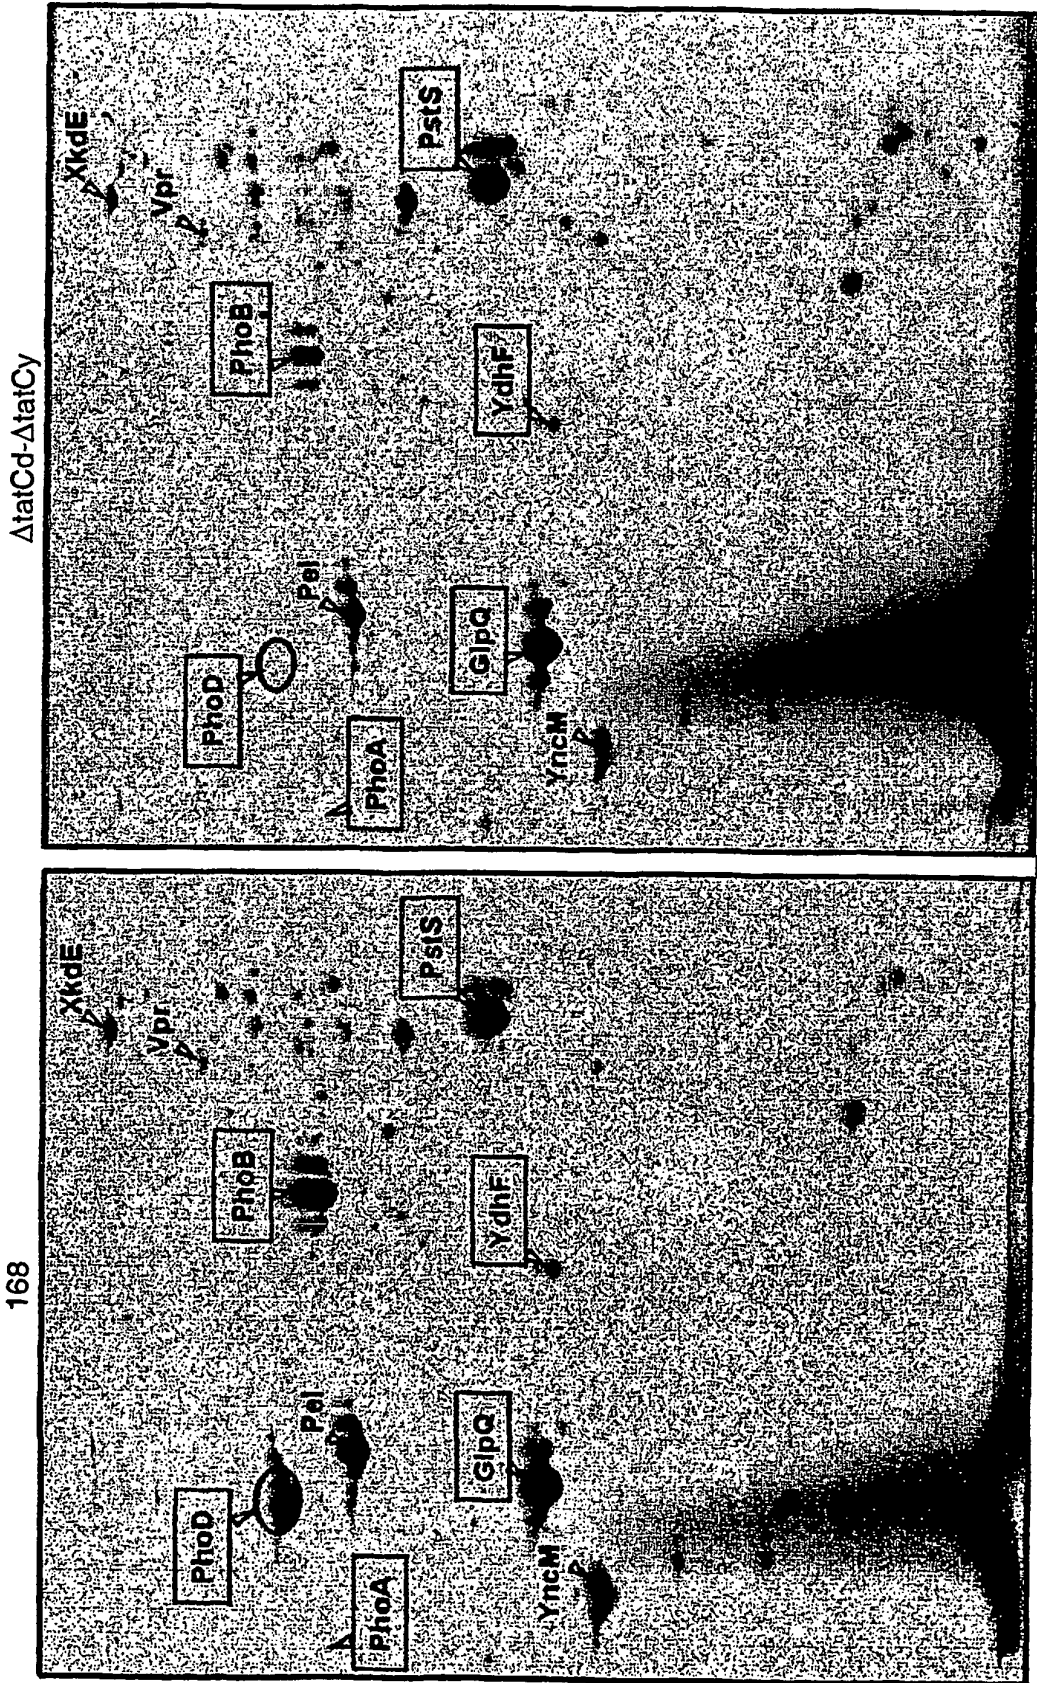 168
XkdE
Vpr
PhoB
PstS
PhoD
Pel
YdhF
PhoA
GlpQ
YncM
ΔtatCd-ΔtatCy
XkdE
Vpr
PhoB
PstS
PhoD
Pel
YdhF
PhoA
GlpQ
YncM